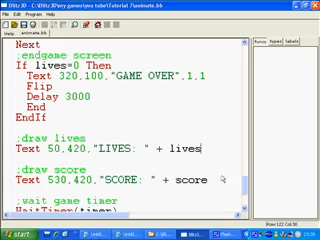 Blitz3D - [C:\my games\you tube\Tutorial 7\animate.bb]
File Edit Program Help
animate.bb
funcs types labels
Next
;endgame screen
If lives=0 Then
Text 320,100,"GAME OVER",1,1
Flip
Delay 3000
End
EndIf
;draw lives
Text 50,420,"LIVES: " + lives
;draw score
Text 530,420,"SCORE: " + score
;wait game timer
WaitTimer(timer)
Row:122 Col:30
start